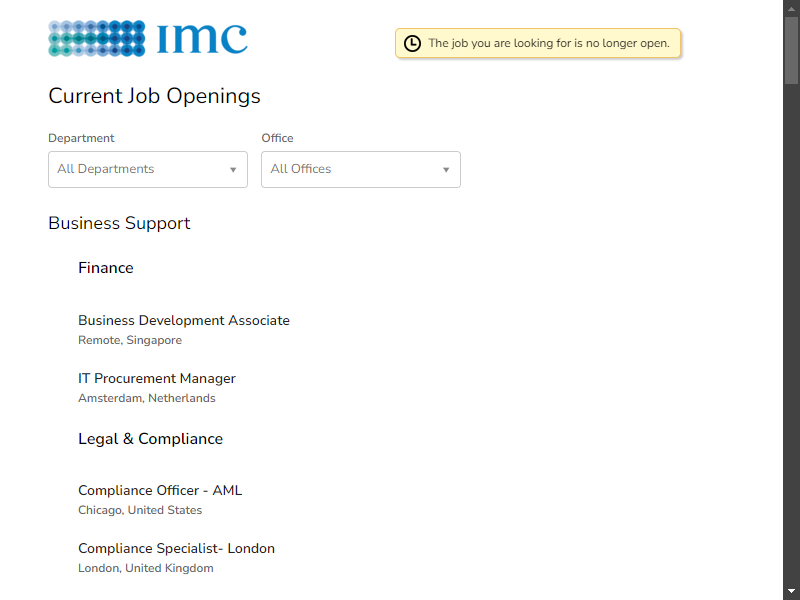 imc
The job you are looking for is no longer open.
Current Job Openings
Department
Office
All Departments
All Offices
Business Support
Finance
Business Development Associate
Remote, Singapore
IT Procurement Manager
Amsterdam, Netherlands
Legal & Compliance
Compliance Officer - AML
Chicago, United States
Compliance Specialist- London
London, United Kingdom